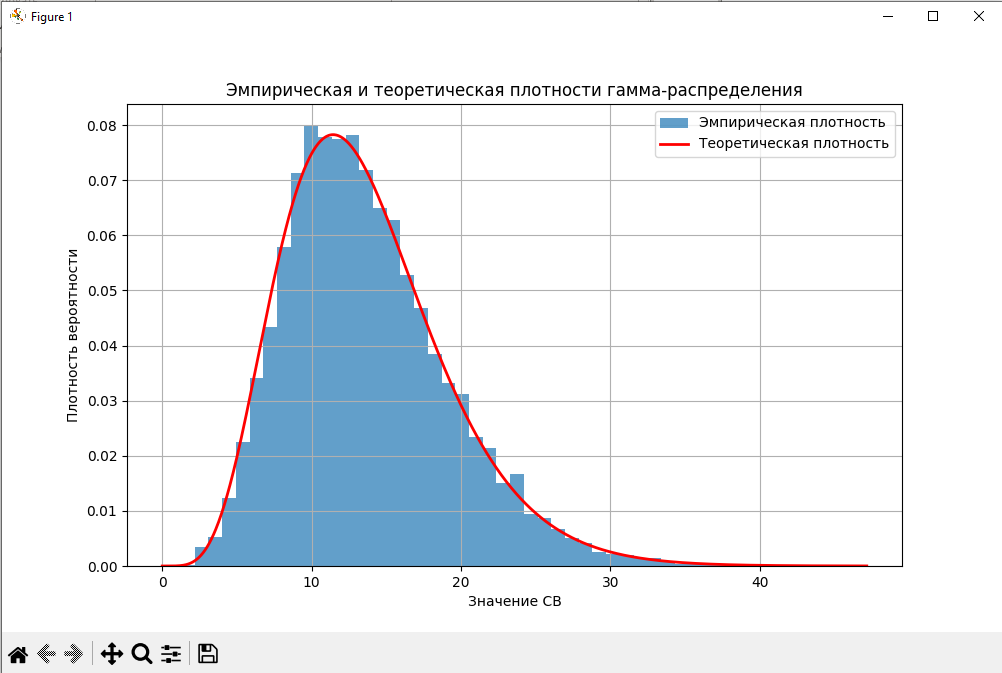 Figure 1
Эмпирическая и теоретическая плотности гамма-распределения
Эмпирическая плотность
Теоретическая плотность
Плотность вероятности
0.08
0.07
0.06
0.05
0.04
0.03
0.02
0.01
0.00
0 10 20 30 40
Значение СВ